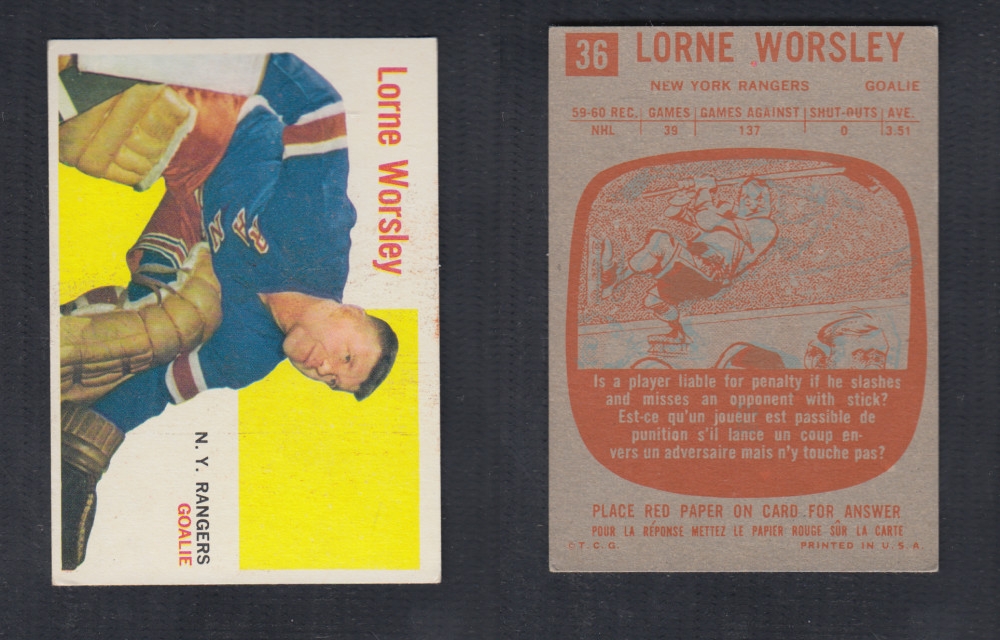 Lorne Worsley
N. Y. RANGERS
GOALIE
36
LORNE WORSLEY
NEW YORK RANGERS GOALIE
59-60 REC. GAMES GAMES AGAINST SHUT-OUTS AVE.
NHL 39 137 0 3.51
Is a player liable for penalty if he slashes
and misses an opponent with stick?
Est-ce qu'un joueur est passible de
punition s'il lance un coup en-
vers un adversaire mais n'y touche pas?
PLACE RED PAPER ON CARD FOR ANSWER
POUR LA RÉPONSE METTEZ LE PAPIER ROUGE SÛR LA CARTE
© T. C. G. PRINTED IN U. S. A.